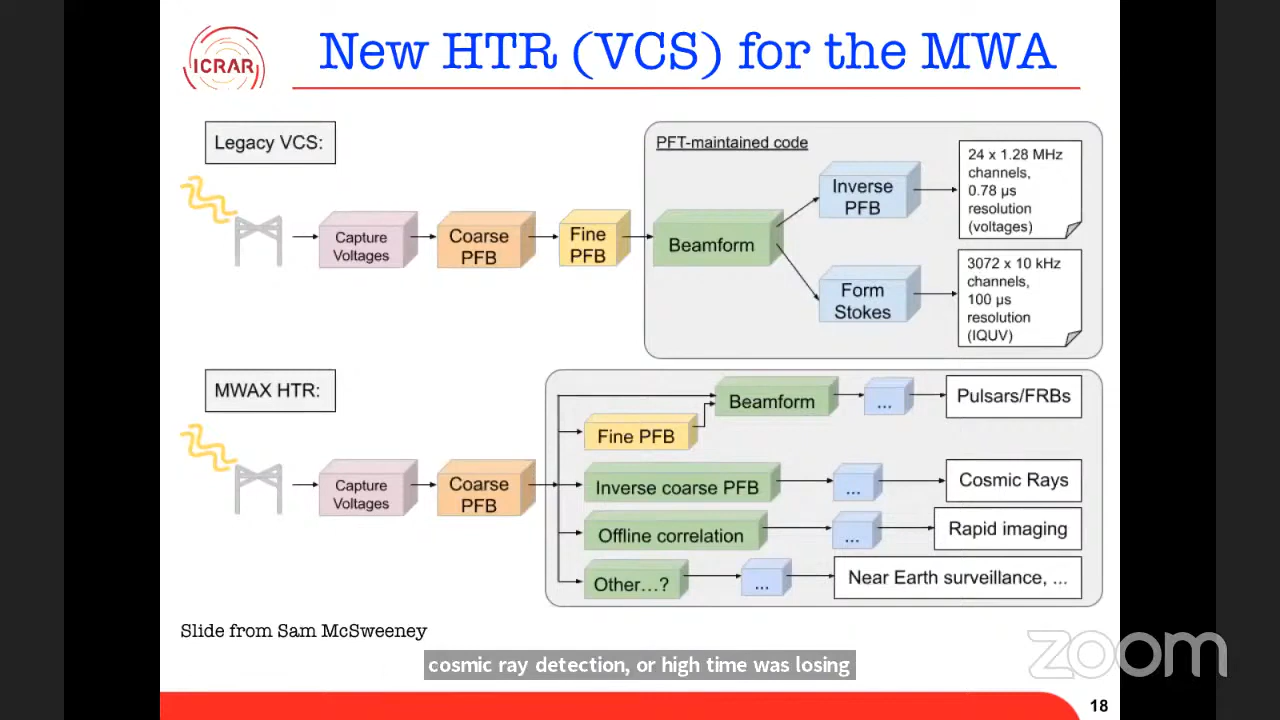 ICRAR
New HTR (VCS) for the MWA
Legacy VCS:
Capture
Voltages
Coarse
PFB
Fine
PFB
PFT-maintained code
Beamform
Inverse
PFB
24 x 1.28 MHz
channels,
0.78 µs
resolution
(voltages)
Form
Stokes
3072 x 10 kHz
channels,
100 µs
resolution
(IQUV)
MWAX HTR:
Capture
Voltages
Coarse
PFB
Beamform
...
Pulsars/FRBs
Fine PFB
Inverse coarse PFB
...
Cosmic Rays
Offline correlation
...
Rapid imaging
Other…?
...
Near Earth surveillance, ...
Slide from Sam McSweeney
cosmic ray detection, or high time was losing
zoom
18